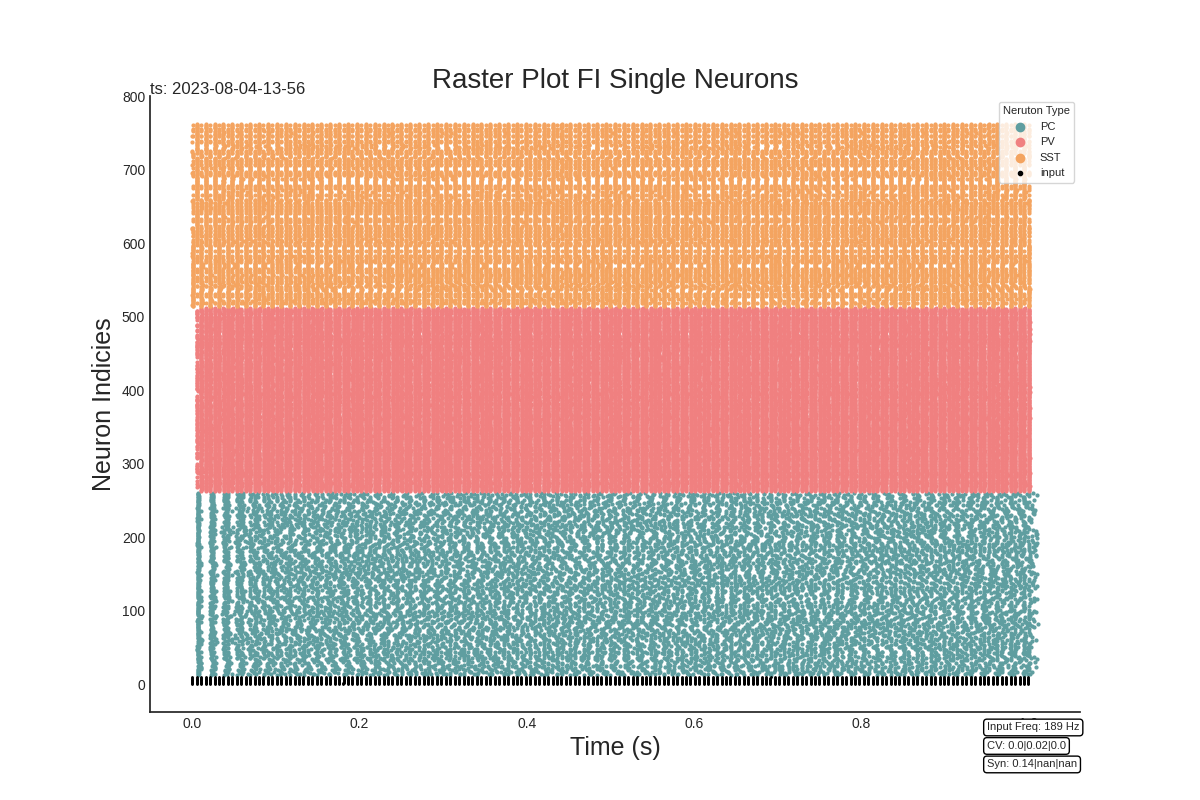 Raster Plot FI Single Neurons
ts: 2023-08-04-13-56
Neruton Type
PC
PV
SST
input
800
700
600
500
400
300
200
100
0
Neuron Indicies
0.0 0.2 0.4 0.6 0.8
Time (s)
Input Freq: 189 Hz
CV: 0.0|0.02|0.0
Syn: 0.14|nan|nan